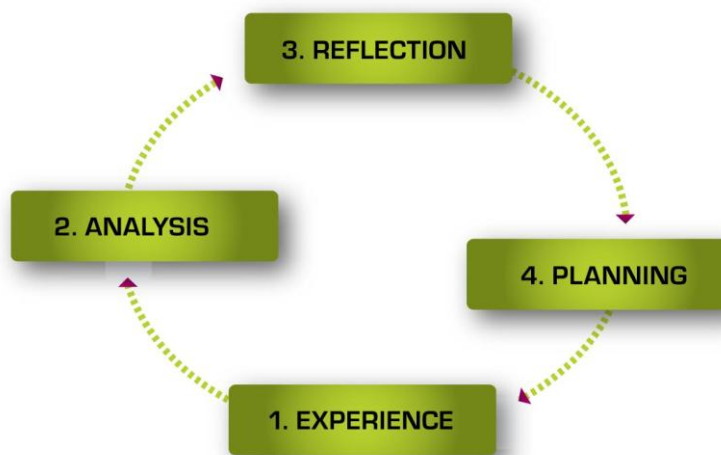 3. REFLECTION
2. ANALYSIS
4. PLANNING
1. EXPERIENCE